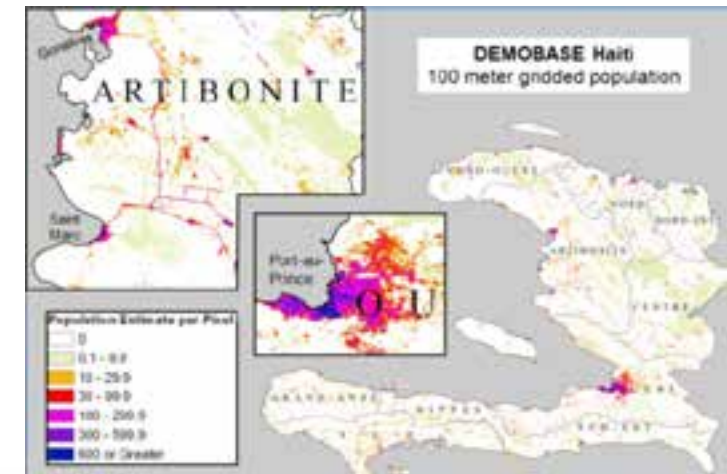 Gonaives
ARTIBONITE
Saint
Marc
DEMOBASE Haiti
100 meter gridded population
Port-au-
Prince
O U
Population Estimate per Pixel
0
0.1 - 9.9
10 - 29.9
30 - 99.9
100 - 299.9
300 - 599.9
600 or Greater
NORD-OUEST
NORD
NORD-EST
ARTIBONITE
CENTRE
GRAND-ANSE
NIPPES
SUD-EST